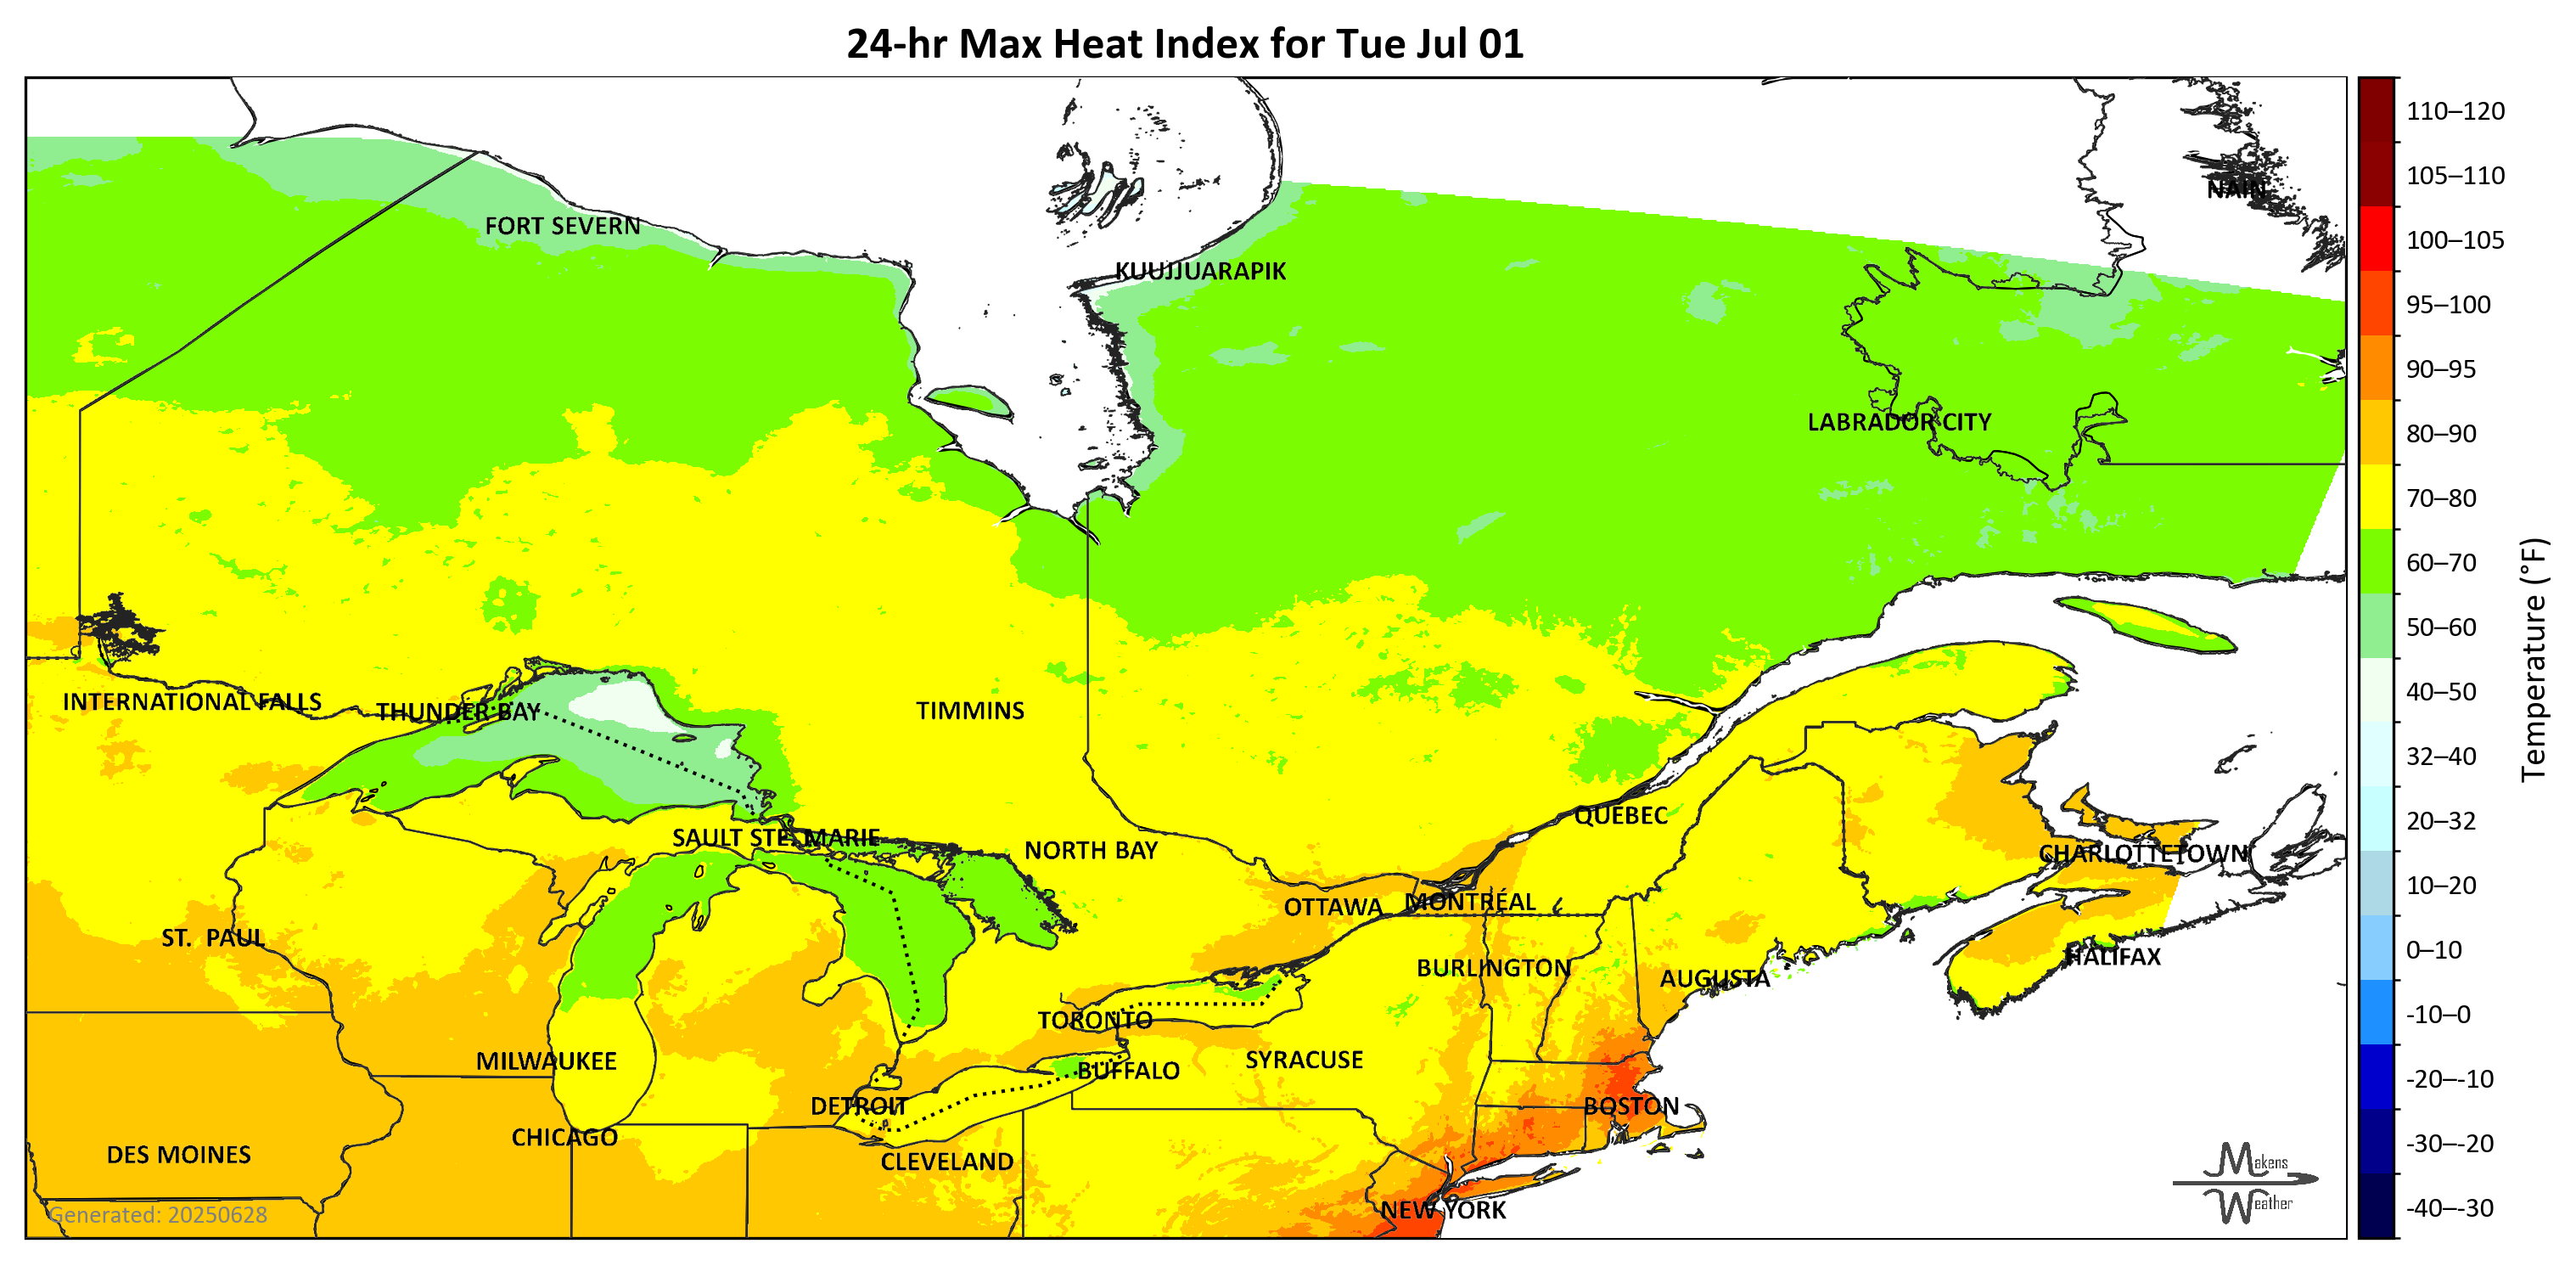 24-hr Max Heat Index for Tue Jul 01
NAIN
FORT SEVERN
KUUJJUARAPIK
LABRADOR CITY
INTERNATIONAL FALLS
THUNDER BAY
TIMMINS
QUÉBEC
SAULT STE. MARIE
NORTH BAY
CHARLOTTETOWN
OTTAWA
MONTRÉAL
ST. PAUL
HALIFAX
BURLINGTON
AUGUSTA
TORONTO
MILWAUKEE
SYRACUSE
BUFFALO
DETROIT
BOSTON
CHICAGO
DES MOINES
CLEVELAND
NEW YORK
Generated: 20250628
Makens
Weather
110–120
105–110
100–105
95–100
90–95
80–90
70–80
60–70
50–60
40–50
32–40
20–32
10–20
0–10
-10–0
-20–-10
-30–-20
-40–-30
Temperature (°F)